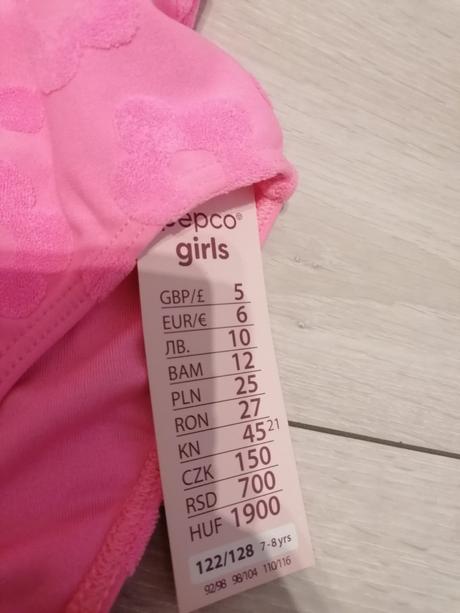 pepco®
girls
GBP/£ 5
EUR/€ 6
ЛВ. 10
BAM 12
PLN 25
RON 27
KN 45 21
CZK 150
RSD 700
HUF 1900
122/128 7-8 yrs
92/98 98/104 110/116